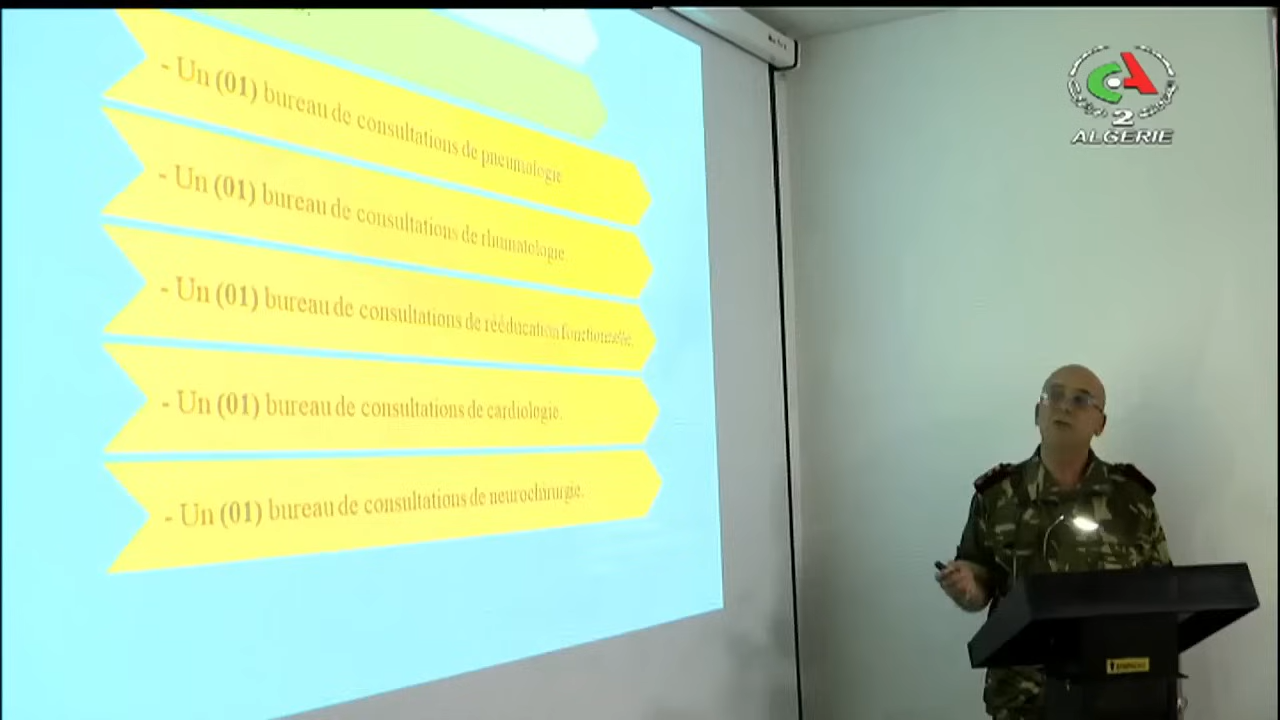 - Un (01) bureau de consultations de pneumologie
- Un (01) bureau de consultations de rhumatologie.
- Un (01) bureau de consultations de rééducation fonctionnelle.
- Un (01) bureau de consultations de cardiologie.
- Un (01) bureau de consultations de neurochirurgie.
2
ALGERIE